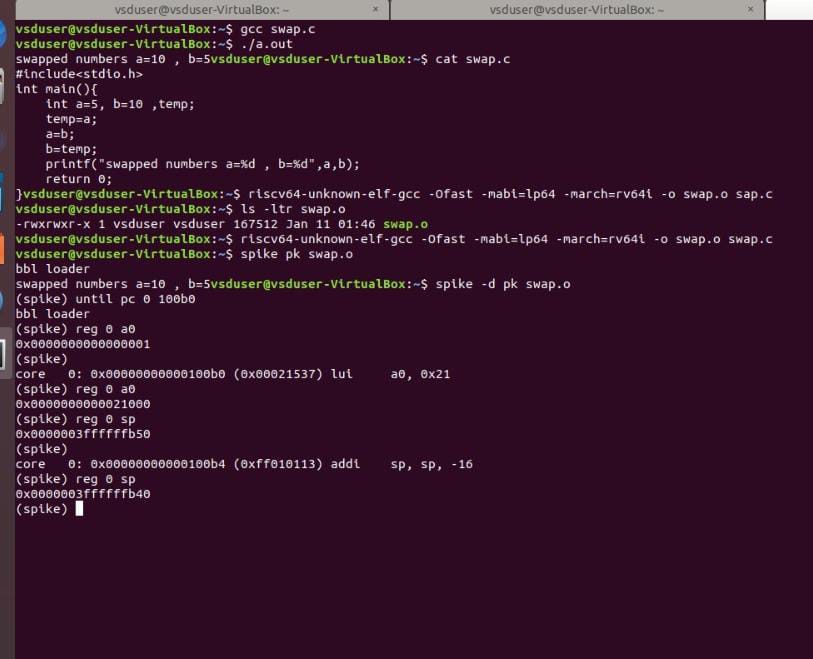 vsduser@vsduser-VirtualBox: ~ × vsduser@vsduser-VirtualBox: ~ ×
vsduser@vsduser-VirtualBox:~$ gcc swap.c
vsduser@vsduser-VirtualBox:~$ ./a.out
swapped numbers a=10 , b=5vsduser@vsduser-VirtualBox:~$ cat swap.c
#include<stdio.h>
int main(){
    int a=5, b=10 ,temp;
    temp=a;
    a=b;
    b=temp;
    printf("swapped numbers a=%d , b=%d",a,b);
    return 0;
}vsduser@vsduser-VirtualBox:~$ riscv64-unknown-elf-gcc -Ofast -mabi=lp64 -march=rv64i -o swap.o sap.c
vsduser@vsduser-VirtualBox:~$ ls -ltr swap.o
-rwxrwxr-x 1 vsduser vsduser 167512 Jan 11 01:46 swap.o
vsduser@vsduser-VirtualBox:~$ riscv64-unknown-elf-gcc -Ofast -mabi=lp64 -march=rv64i -o swap.o swap.c
vsduser@vsduser-VirtualBox:~$ spike pk swap.o
bbl loader
swapped numbers a=10 , b=5vsduser@vsduser-VirtualBox:~$ spike -d pk swap.o
(spike) until pc 0 100b0
bbl loader
(spike) reg 0 a0
0x0000000000000001
(spike)
core   0: 0x00000000000100b0 (0x00021537) lui     a0, 0x21
(spike) reg 0 a0
0x0000000000021000
(spike) reg 0 sp
0x0000003ffffffb50
(spike)
core   0: 0x00000000000100b4 (0xff010113) addi    sp, sp, -16
(spike) reg 0 sp
0x0000003ffffffb40
(spike)